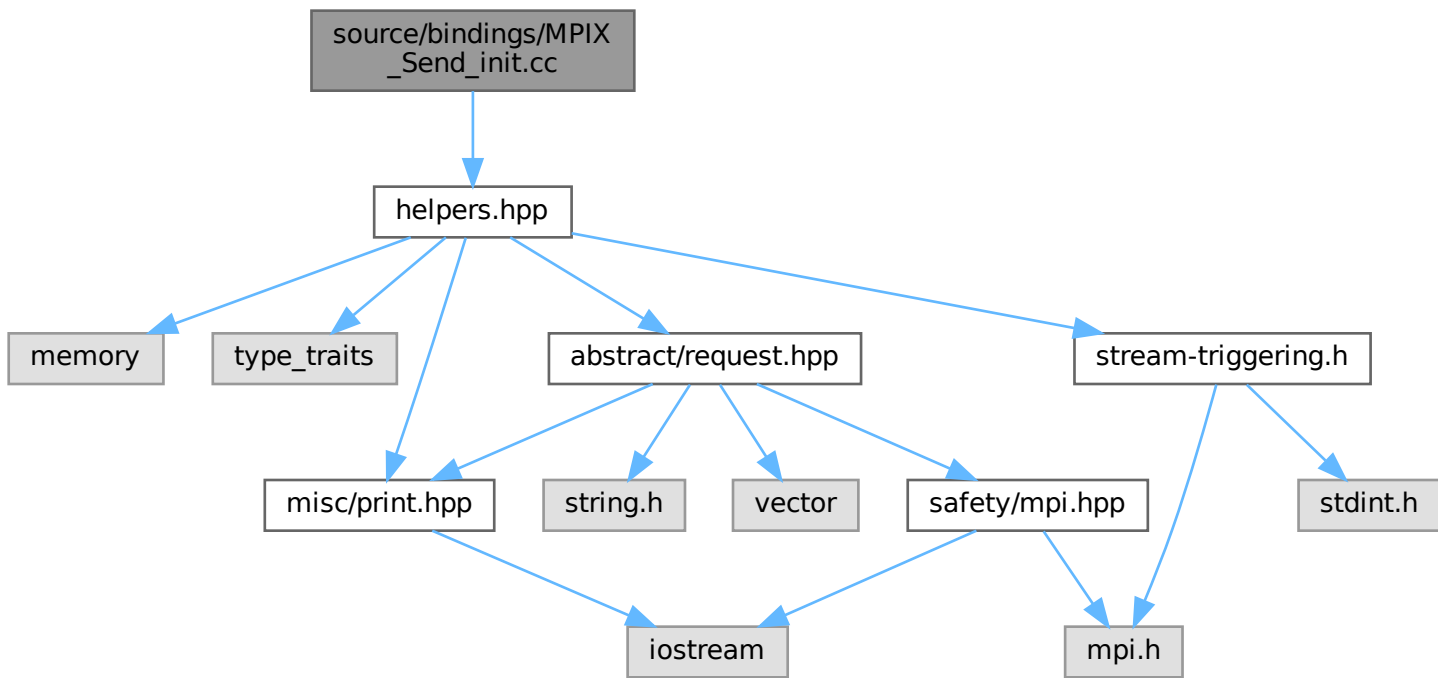 source/bindings/MPIX
_Send_init.cc
helpers.hpp
memory
type_traits
abstract/request.hpp
stream-triggering.h
misc/print.hpp
string.h
vector
safety/mpi.hpp
stdint.h
iostream
mpi.h